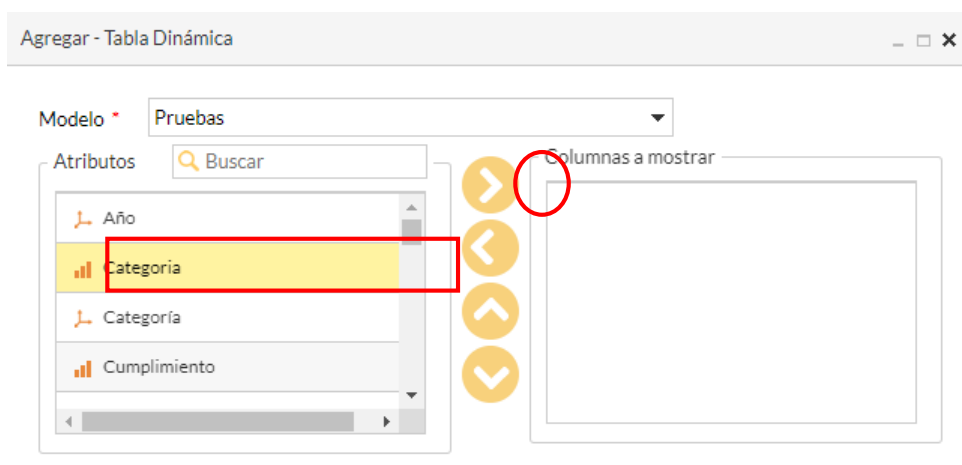 Agregar - Tabla Dinámica
Modelo * Pruebas
Atributos Buscar
Columnas a mostrar
Año
Categoria
Categoría
Cumplimiento